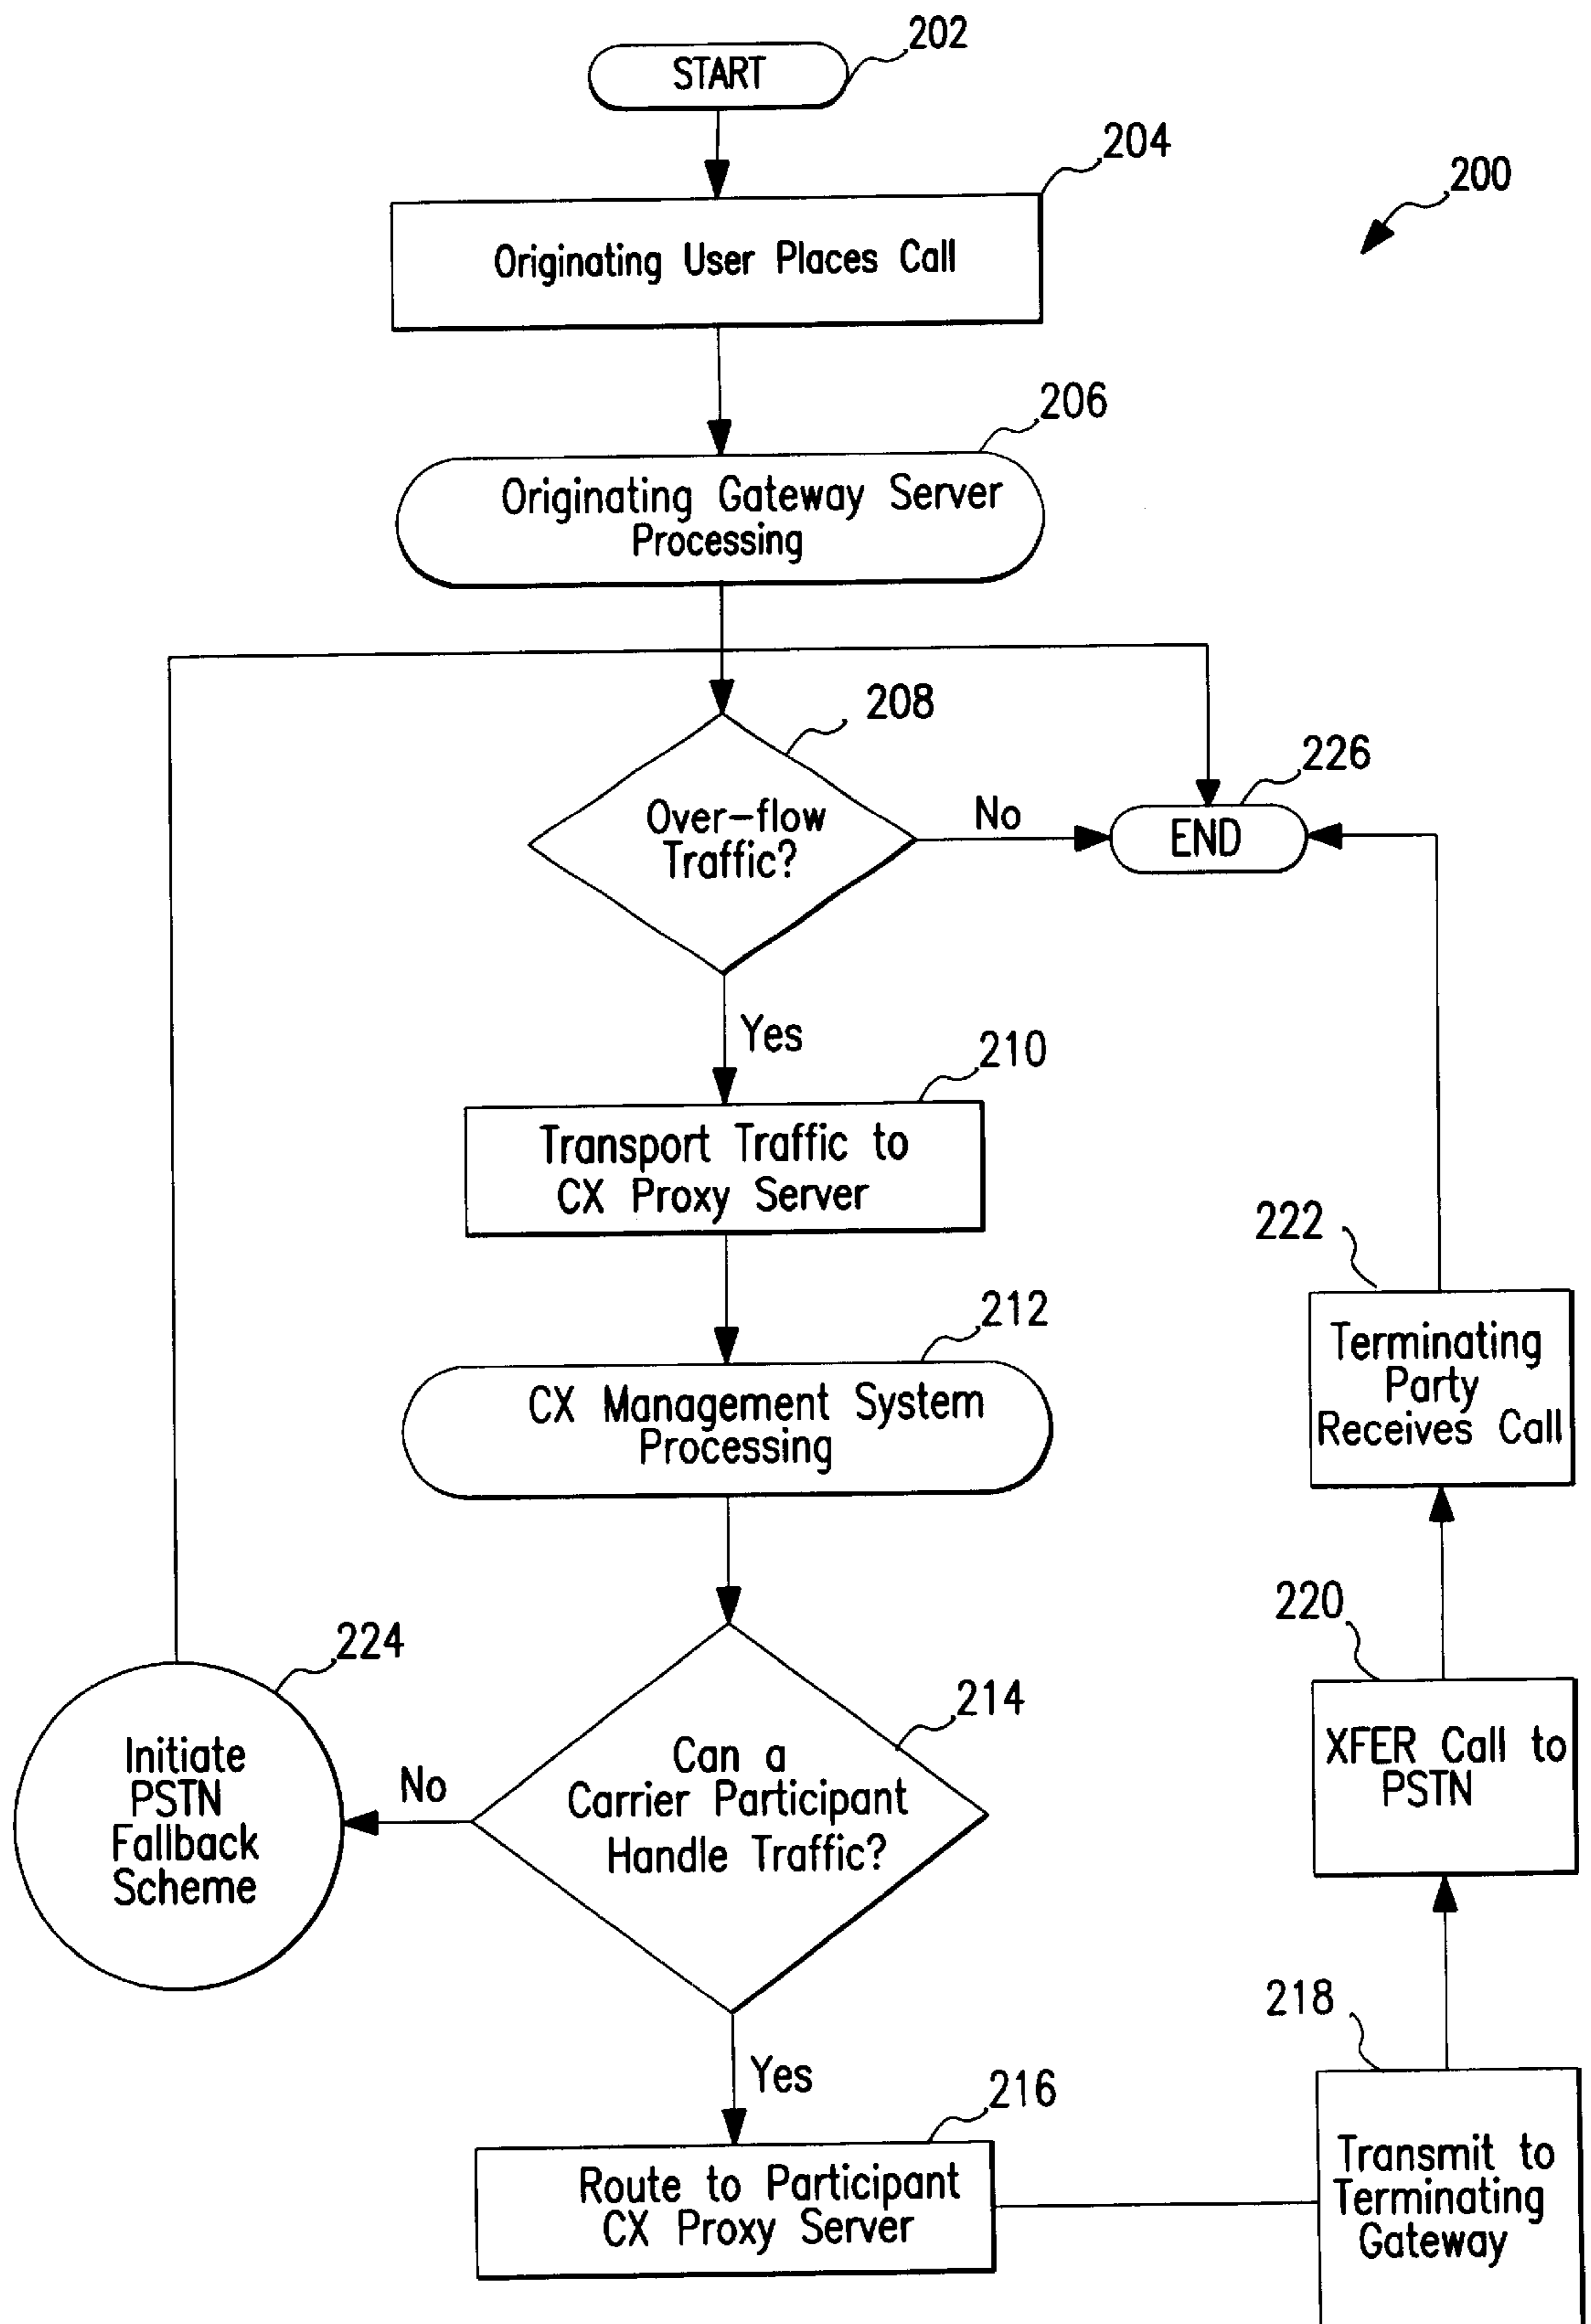 202
START
204
200
Originating User Places Call
206
Originating Gateway Server
Processing
208
226
Over-flow
Traffic?
No
END
Yes
210
Transport Traffic to
CX Proxy Server
212
222
CX Management System
Processing
Terminating
Party
Receives Call
224
214
220
Initiate
PSTN
Fallback
Scheme
No
Can a
Carrier Participant
Handle Traffic?
XFER Call to
PSTN
218
Yes
216
Route to Participant
CX Proxy Server
Transmit to
Terminating
Gateway